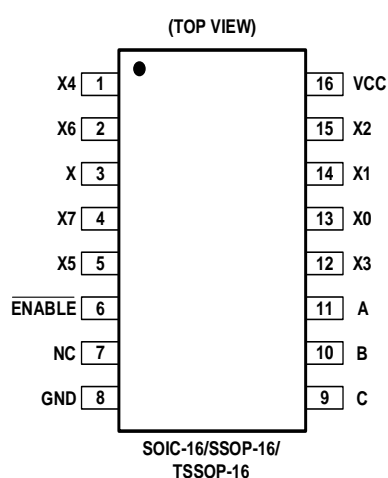 (TOP VIEW)
X4 1 16 VCC
X6 2 15 X2
X 3 14 X1
X7 4 13 X0
X5 5 12 X3
ENABLE 6 11 A
NC 7 10 B
GND 8 9 C
SOIC-16/SSOP-16/
TSSOP-16